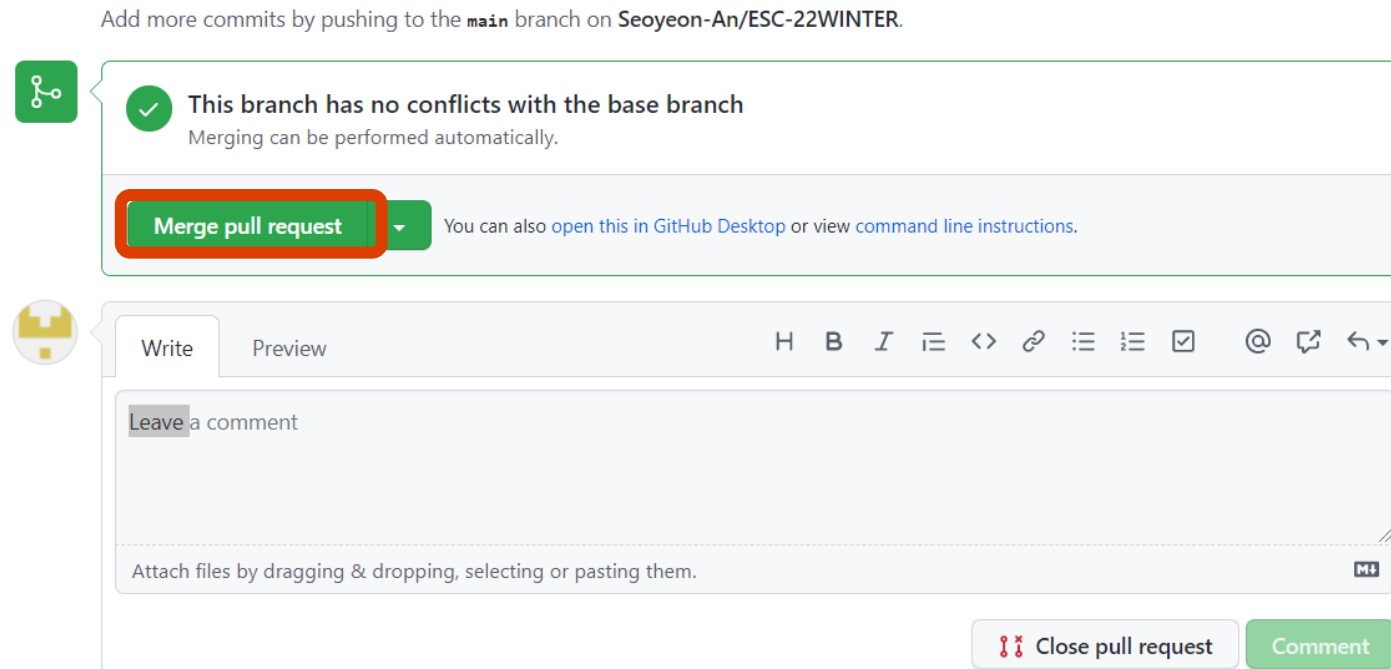 Add more commits by pushing to the main branch on Seoyeon-An/ESC-22WINTER.
This branch has no conflicts with the base branch
Merging can be performed automatically.
Merge pull request
You can also open this in GitHub Desktop or view command line instructions.
Write
Preview
Leave a comment
Attach files by dragging & dropping, selecting or pasting them.
Close pull request
Comment